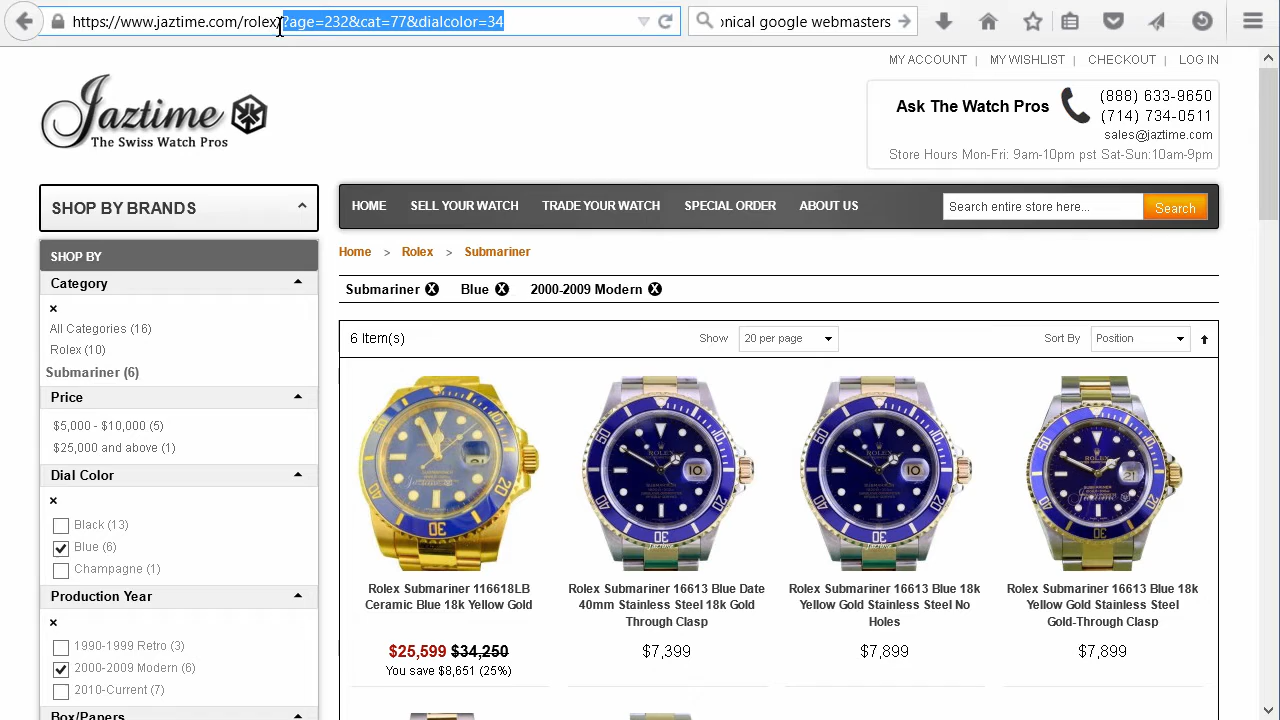 https://www.jaztime.com/rolex?age=232&cat=77&dialcolor=34
onical google webmasters
MY ACCOUNT | MY WISHLIST | CHECKOUT | LOG IN
Jaztime
The Swiss Watch Pros
Ask The Watch Pros
(888) 633-9650
(714) 734-0511
sales@jaztime.com
Store Hours Mon-Fri: 9am-10pm pst Sat-Sun:10am-9pm
SHOP BY BRANDS
HOME SELL YOUR WATCH TRADE YOUR WATCH SPECIAL ORDER ABOUT US
Search entire store here... Search
SHOP BY
Category
×
All Categories (16)
Rolex (10)
Submariner (6)
Price
$5,000 - $10,000 (5)
$25,000 and above (1)
Dial Color
×
Black (13)
Blue (6)
Champagne (1)
Production Year
×
1990-1999 Retro (3)
2000-2009 Modern (6)
2010-Current (7)
Box/Papers
Home > Rolex > Submariner
Submariner Blue 2000-2009 Modern
6 Item(s) Show 20 per page Sort By Position
Rolex Submariner 116618LB
Ceramic Blue 18k Yellow Gold
$25,599 $34,250
You save $8,651 (25%)
Rolex Submariner 16613 Blue Date
40mm Stainless Steel 18k Gold
Through Clasp
$7,399
Rolex Submariner 16613 Blue 18k
Yellow Gold Stainless Steel No
Holes
$7,899
Rolex Submariner 16613 Blue 18k
Yellow Gold Stainless Steel
Gold-Through Clasp
$7,899